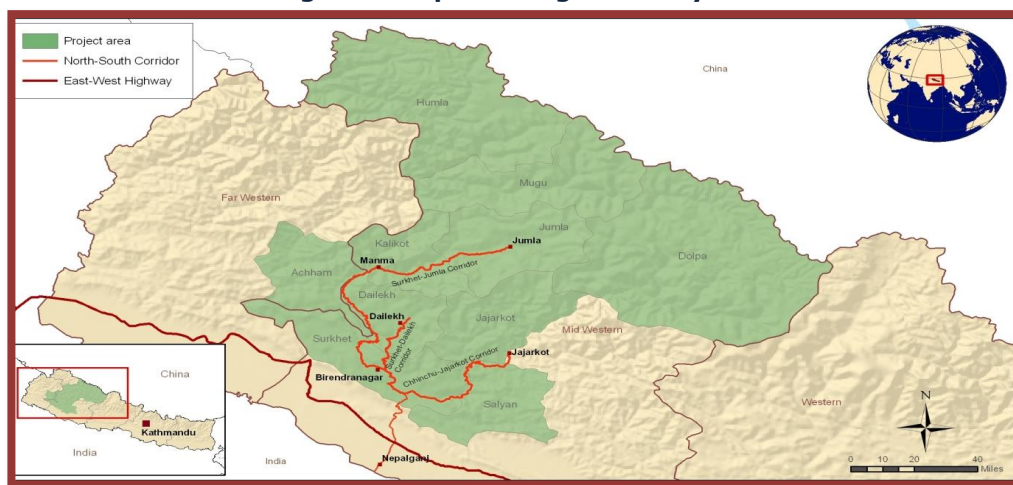 Project area
North-South Corridor
East-West Highway
China
Humla
Far Western
Mugu
Jumla
Kalikot
Jumla
Manma
Dolpa
Achham
Surkhet-Jumla Corridor
Dailekh
Dailekh
Jajarkot
Mid Western
Surkhet
Surkhet-Dailekh
Corridor
Jajarkot
Chhinchu-Jajarkot Corridor
Birendranagar
China
Salyan
Western
N
Kathmandu
India
India
Nepalganj
0 5 10 20 40
Miles